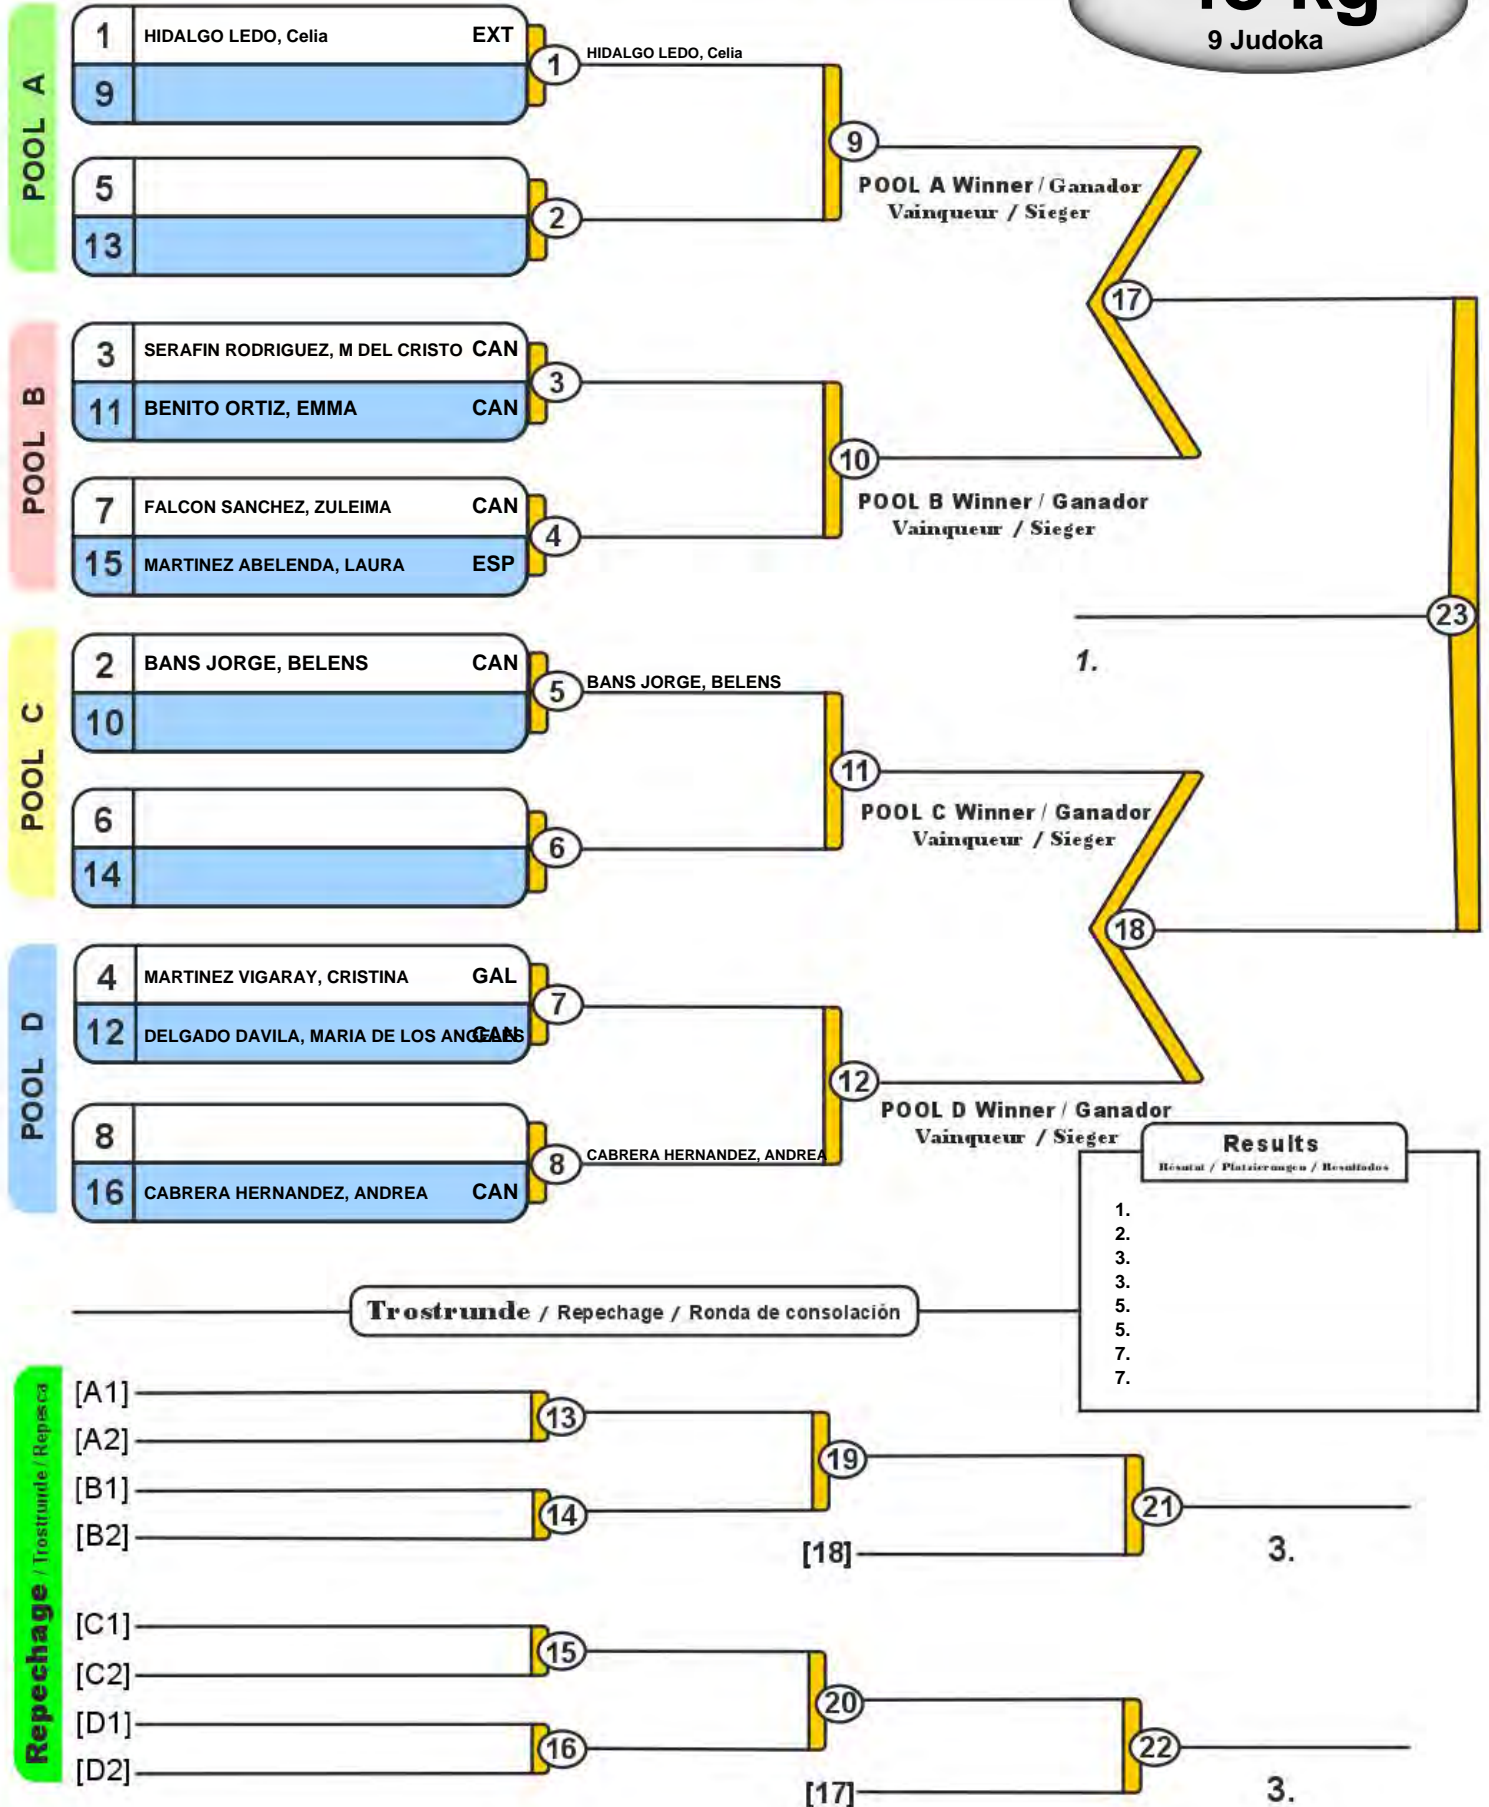 9 Judoka
POOL A
1 HIDALGO LEDO, Celia EXT
9
1 HIDALGO LEDO, Celia
5
13
2
9
POOL A Winner / Ganador
Vainqueur / Sieger
17
POOL B
3 SERAFIN RODRIGUEZ, M DEL CRISTO CAN
11 BENITO ORTIZ, EMMA CAN
3
7 FALCON SANCHEZ, ZULEIMA CAN
15 MARTINEZ ABELENDA, LAURA ESP
4
10
POOL B Winner / Ganador
Vainqueur / Sieger
23
1.
POOL C
2 BANS JORGE, BELENS CAN
10
5 BANS JORGE, BELENS
6
14
6
11
POOL C Winner / Ganador
Vainqueur / Sieger
18
POOL D
4 MARTINEZ VIGARAY, CRISTINA GAL
12 DELGADO DAVILA, MARIA DE LOS ANGELES CAN
7
8
16 CABRERA HERNANDEZ, ANDREA CAN
8 CABRERA HERNANDEZ, ANDREA
12
POOL D Winner / Ganador
Vainqueur / Sieger
Results
Résutat / Platzierungen / Resultados
1.
2.
3.
3.
5.
5.
7.
7.
Trostrunde / Repechage / Ronda de consolación
Repechage / Trostrunde / Repesca
[A1]
[A2]
13
[B1]
[B2]
14
19
[18]
21
3.
[C1]
[C2]
15
[D1]
[D2]
16
20
[17]
22
3.